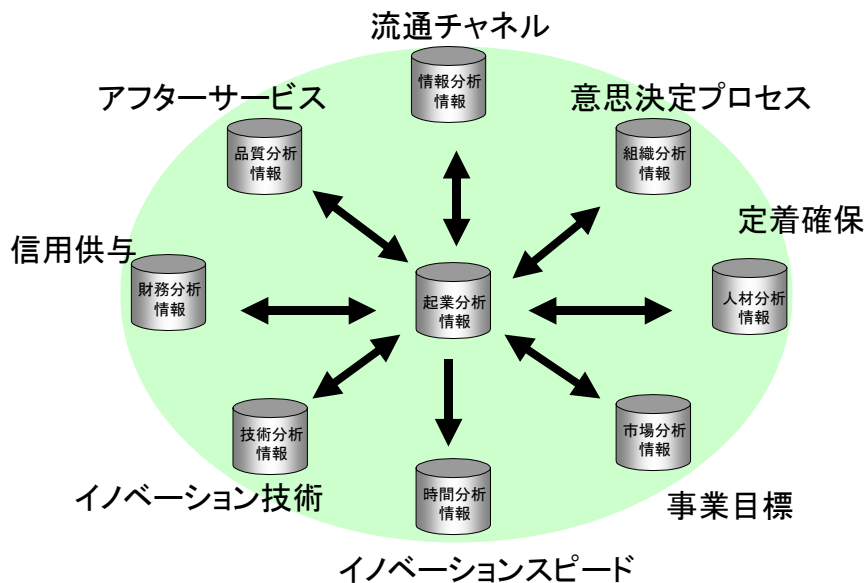 流通チャネル
情報分析
情報
アフターサービス
意思決定プロセス
品質分析
情報
組織分析
情報
定着確保
信用供与
財務分析
情報
起業分析
情報
人材分析
情報
技術分析
情報
市場分析
情報
イノベーション技術
時間分析
情報
事業目標
イノベーションスピード